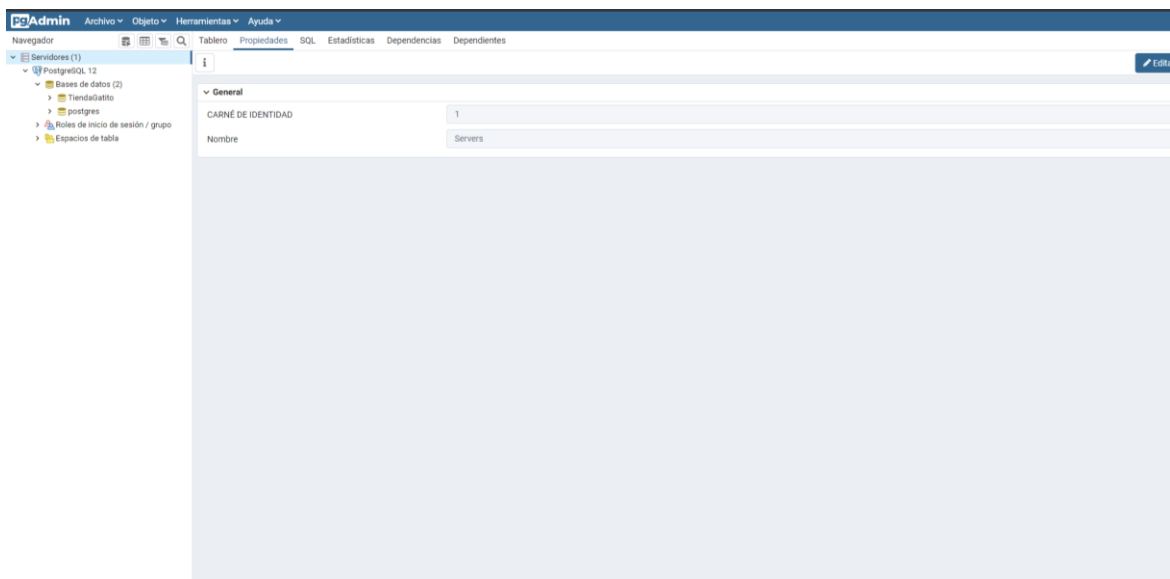 pgAdmin Archivo Objeto Herramientas Ayuda
Navegador
Tablero Propiedades SQL Estadísticas Dependencias Dependientes
Servidores (1)
PostgreSQL 12
Bases de datos (2)
TiendaGatito
postgres
Roles de inicio de sesión / grupo
Espacios de tabla
i
General
CARNÉ DE IDENTIDAD 1
Nombre Servers